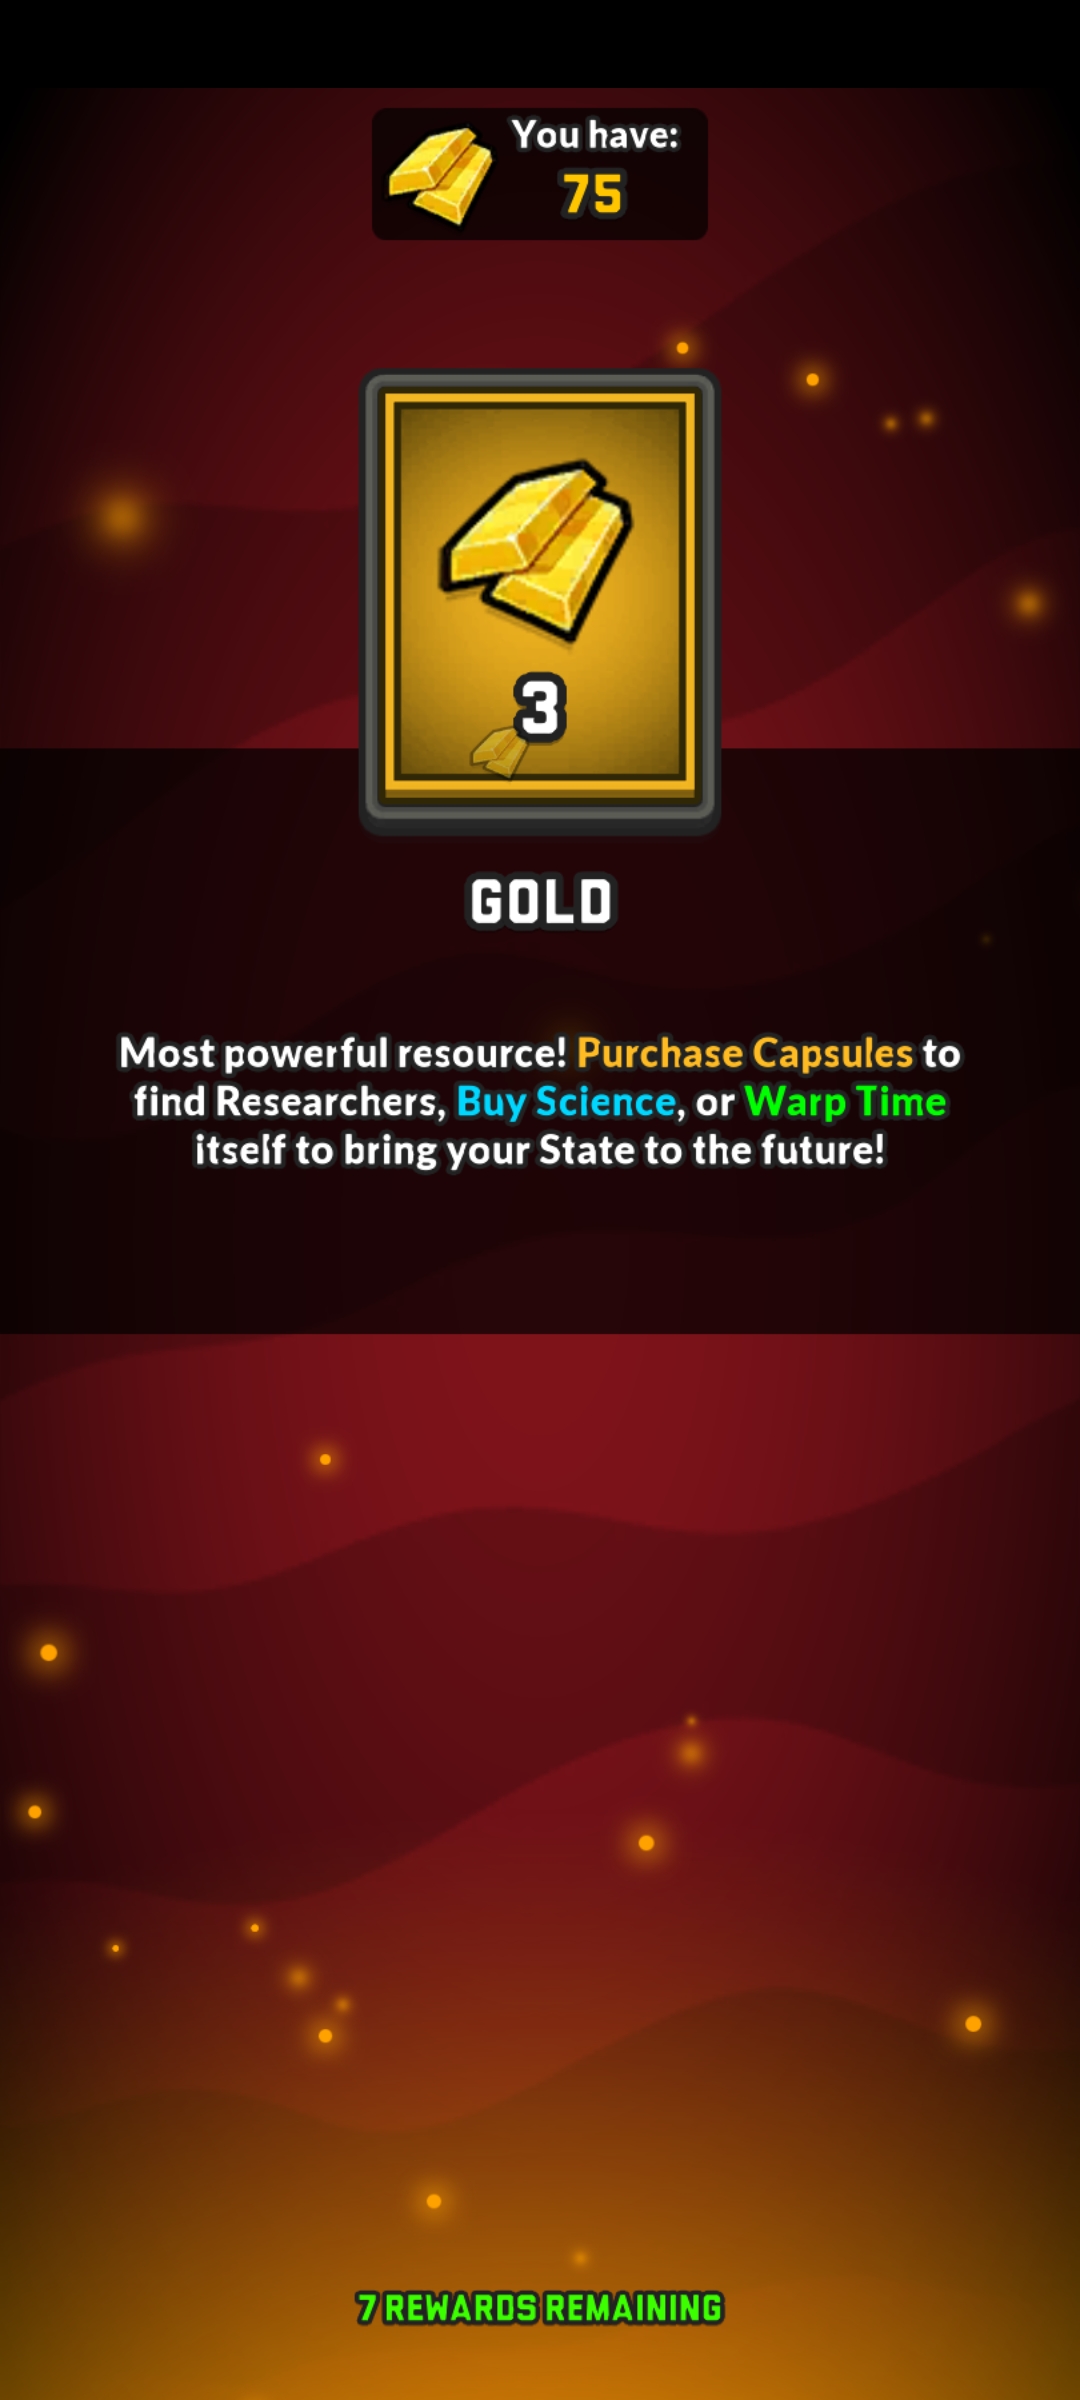 You have:
75
3
GOLD
Most powerful resource! Purchase Capsules to
find Researchers, Buy Science, or Warp Time
itself to bring your State to the future!
7 REWARDS REMAINING